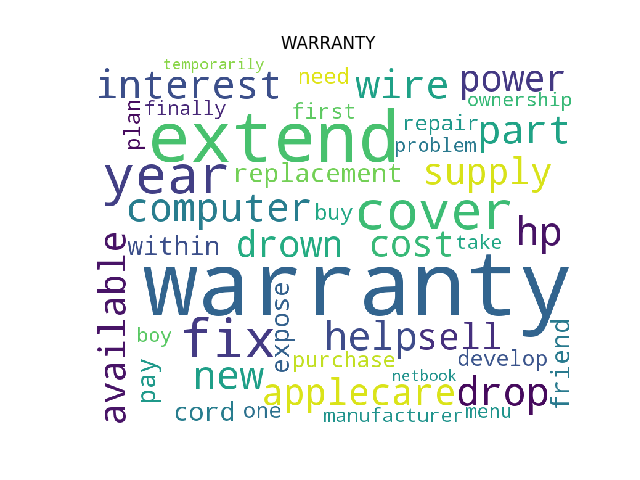 WARRANTY
temporarily
interest need wire power
plan finally first ownership
extend repair part
problem
year replacement supply
computer buy cover hp
within drown cost take
available warranty
boy fix expose help sell
pay new purchase develop friend
netbook
applecare drop
cord one manufacturer menu